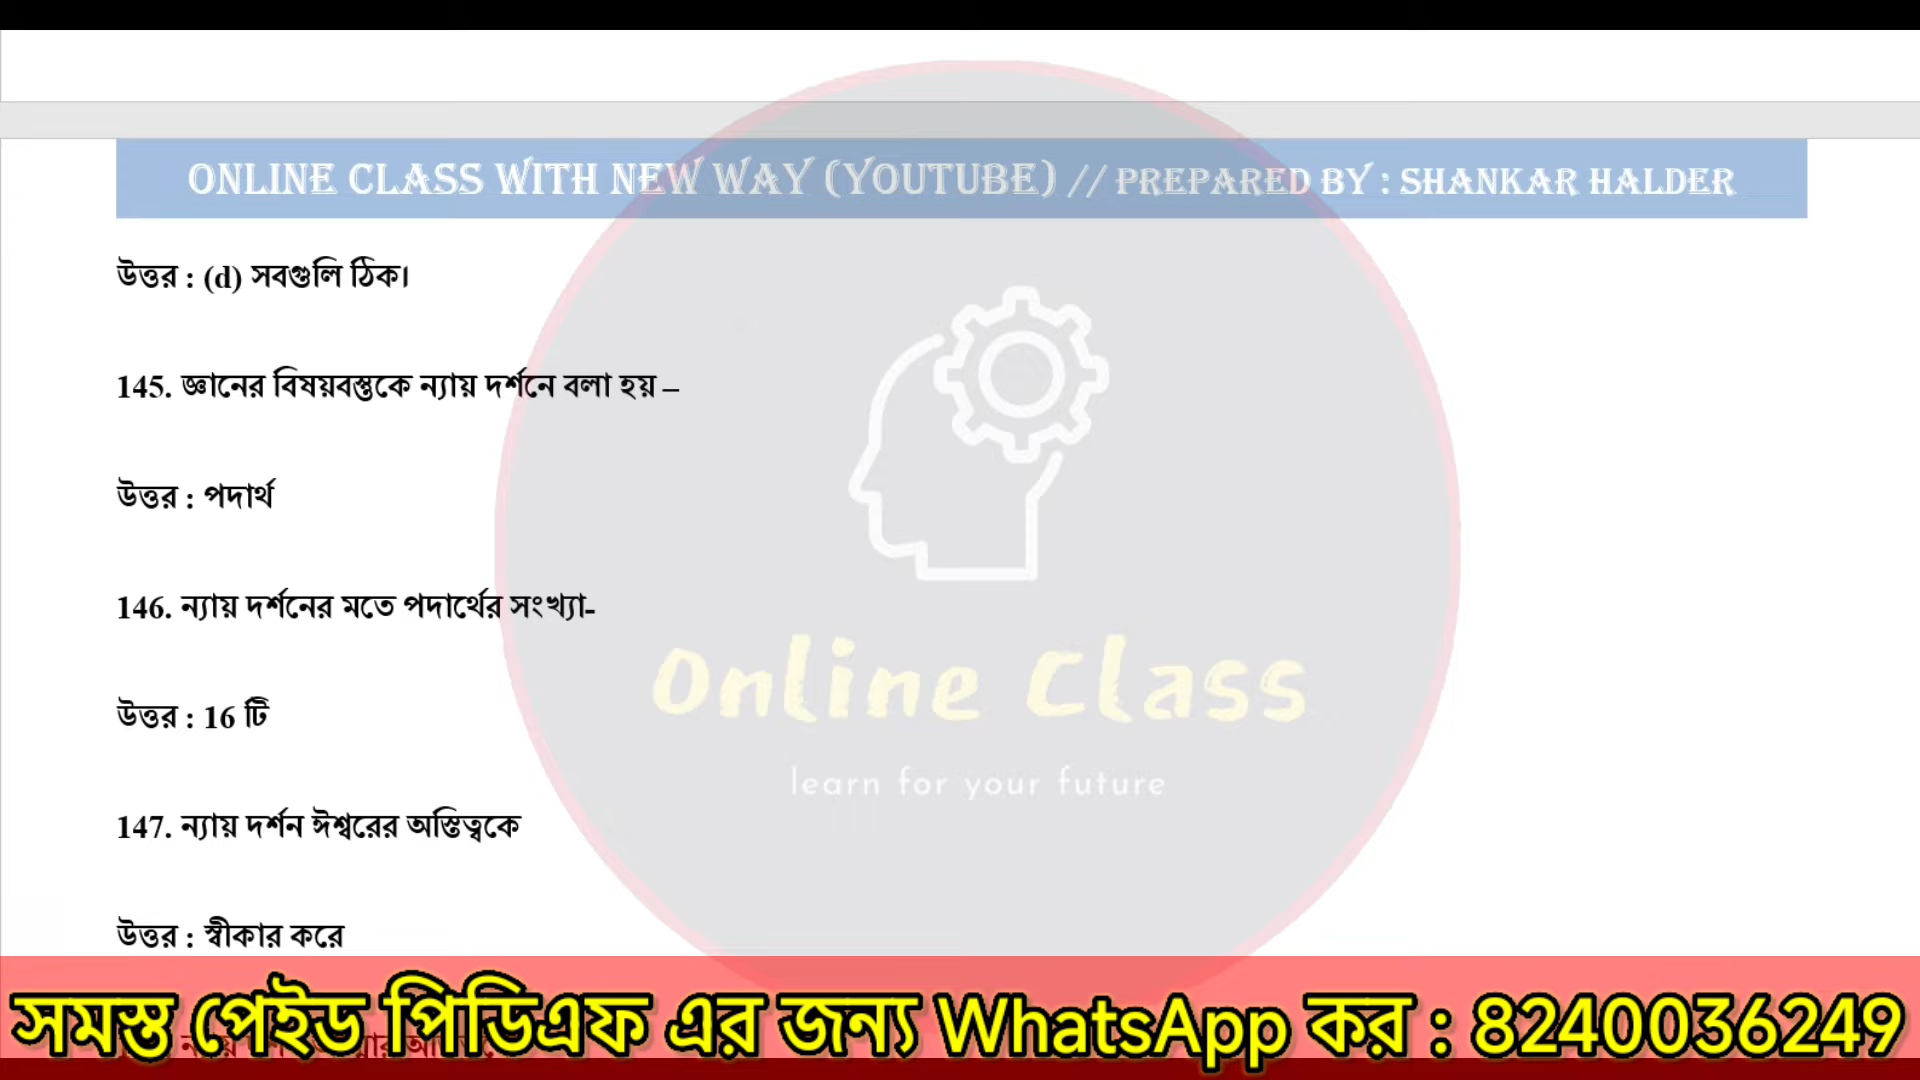 ONLINE CLASS WITH NEW WAY (YOUTUBE) // PREPARED BY : SHANKAR HALDER
উত্তর : (d) সবগুলি ঠিক।
145. জ্ঞানের বিষয়বস্তুকে ন্যায় দর্শনে বলা হয় –
উত্তর : পদার্থ
146. ন্যায় দর্শনের মতে পদার্থের সংখ্যা-
উত্তর : 16 টি
Online Class
learn for your future
147. ন্যায় দর্শন ঈশ্বরের অস্তিত্বকে
উত্তর : স্বীকার করে
সমস্ত পেইড পিডিএফ এর জন্য WhatsApp কর : 8240036249